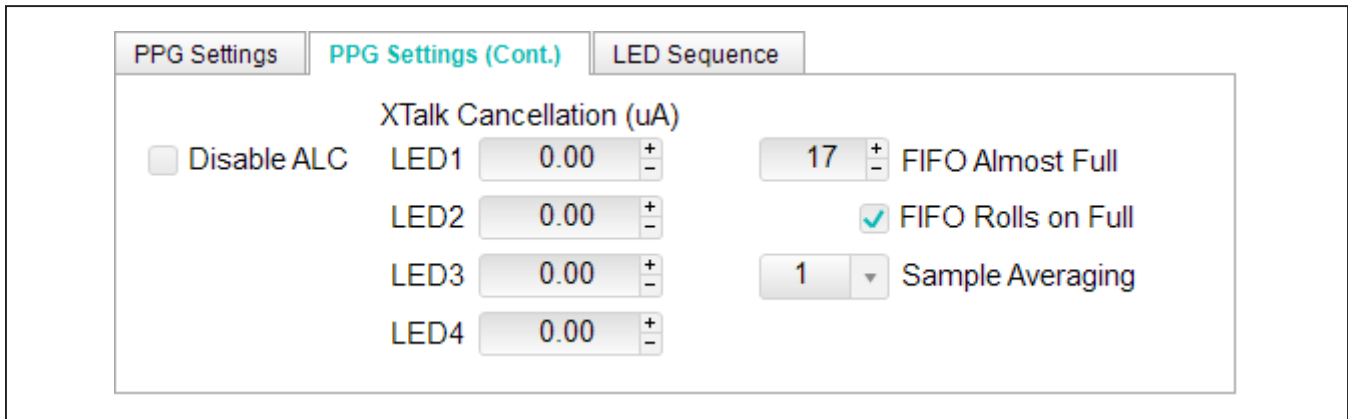 PPG Settings PPG Settings (Cont.) LED Sequence
XTalk Cancellation (uA)
Disable ALC LED1 0.00 + - 17 + - FIFO Almost Full
LED2 0.00 + - FIFO Rolls on Full
LED3 0.00 + - 1 Sample Averaging
LED4 0.00 + -